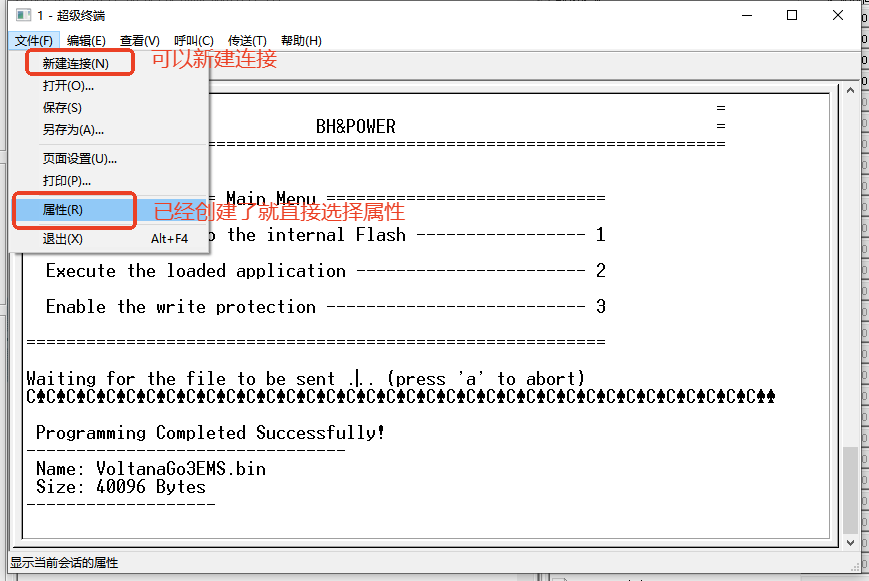 1 - 超级终端
文件(F) 编辑(E) 查看(V) 呼叫(C) 传送(T) 帮助(H)
新建连接(N)
可以新建连接
打开(O)...
保存(S)
另存为(A)...
页面设置(U)...
打印(P)...
属性(R)
已经创建了就直接选择属性
退出(X) Alt+F4
=
BH&POWER =
======================================================
= Main Menu ============================
o the internal Flash ----------------- 1
Execute the loaded application ----------------------- 2
Enable the write protection -------------------------- 3
==========================================================
Waiting for the file to be sent ... (press 'a' to abort)
C♠C♠C♠C♠C♠C♠C♠C♠C♠C♠C♠C♠C♠C♠C♠C♠C♠C♠C♠C♠C♠C♠C♠C♠C♠C♠C♠C♠C♠C♠C♠C♠C♠C♠C♠C♠C♠♠
Programming Completed Successfully!
--------------------------------
Name: VoltanaGo3EMS.bin
Size: 40096 Bytes
-------------------
显示当前会话的属性